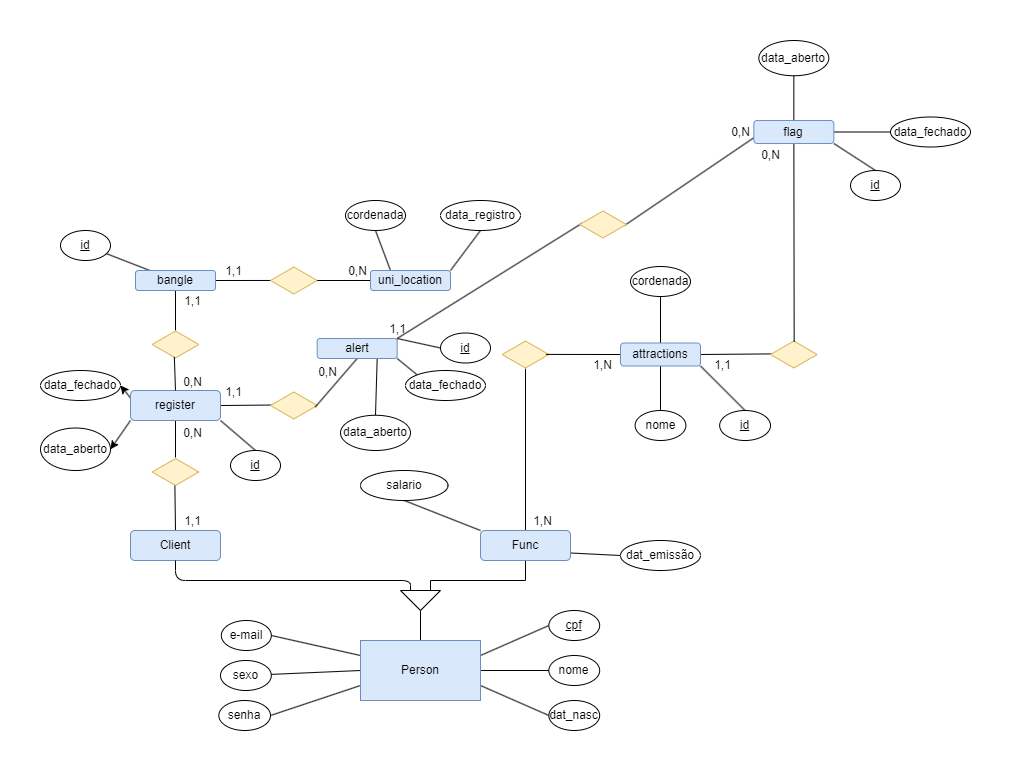 data_aberto
0,N
flag
data_fechado
0,N
id
cordenada
data_registro
id
1,1
0,N
bangle
uni_location
cordenada
1,1
1,1
alert
id
attractions
0,N
1,N
1,1
0,N
data_fechado
data_fechado
1,1
register
nome
id
0,N
data_aberto
data_aberto
id
salario
1,1
1,N
Client
Func
dat_emissão
e-mail
cpf
sexo
Person
nome
senha
dat_nasc